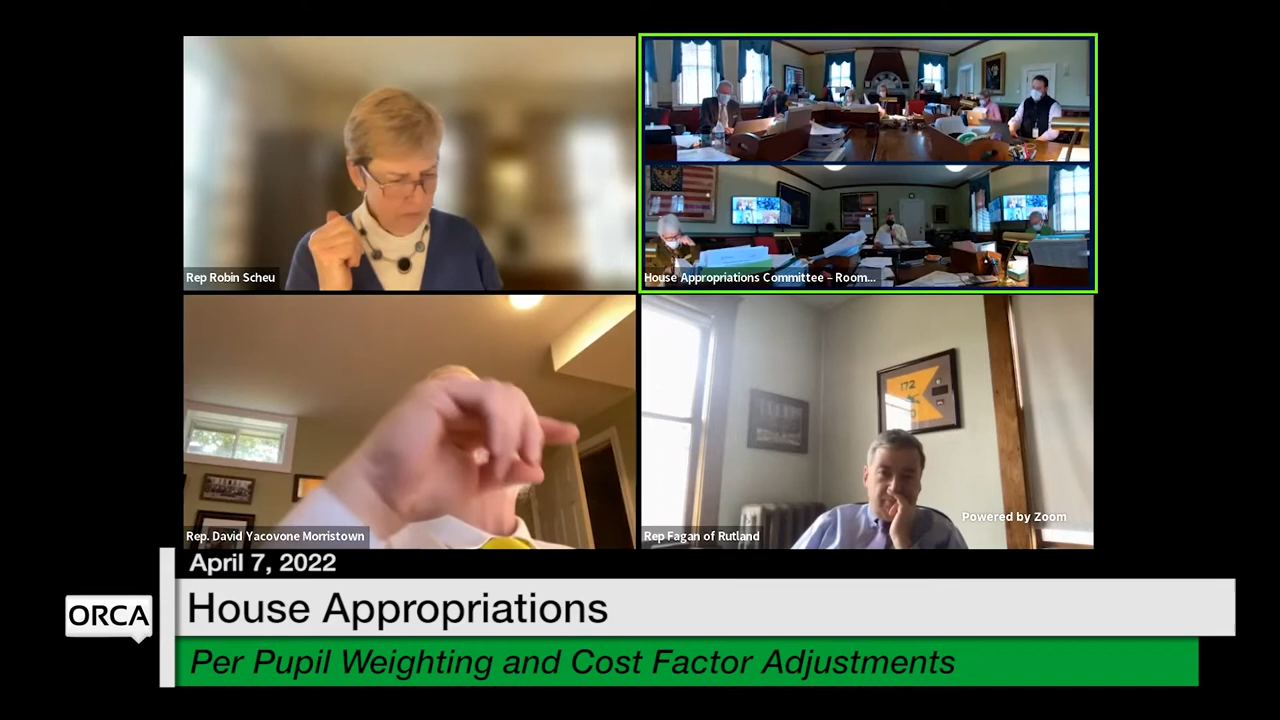 Rep Robin Scheu
House Appropriations Committee – Room...
172
Rep. David Yacovone Morristown
Rep Fagan of Rutland
Powered by Zoom
April 7, 2022
ORCA
House Appropriations
Per Pupil Weighting and Cost Factor Adjustments